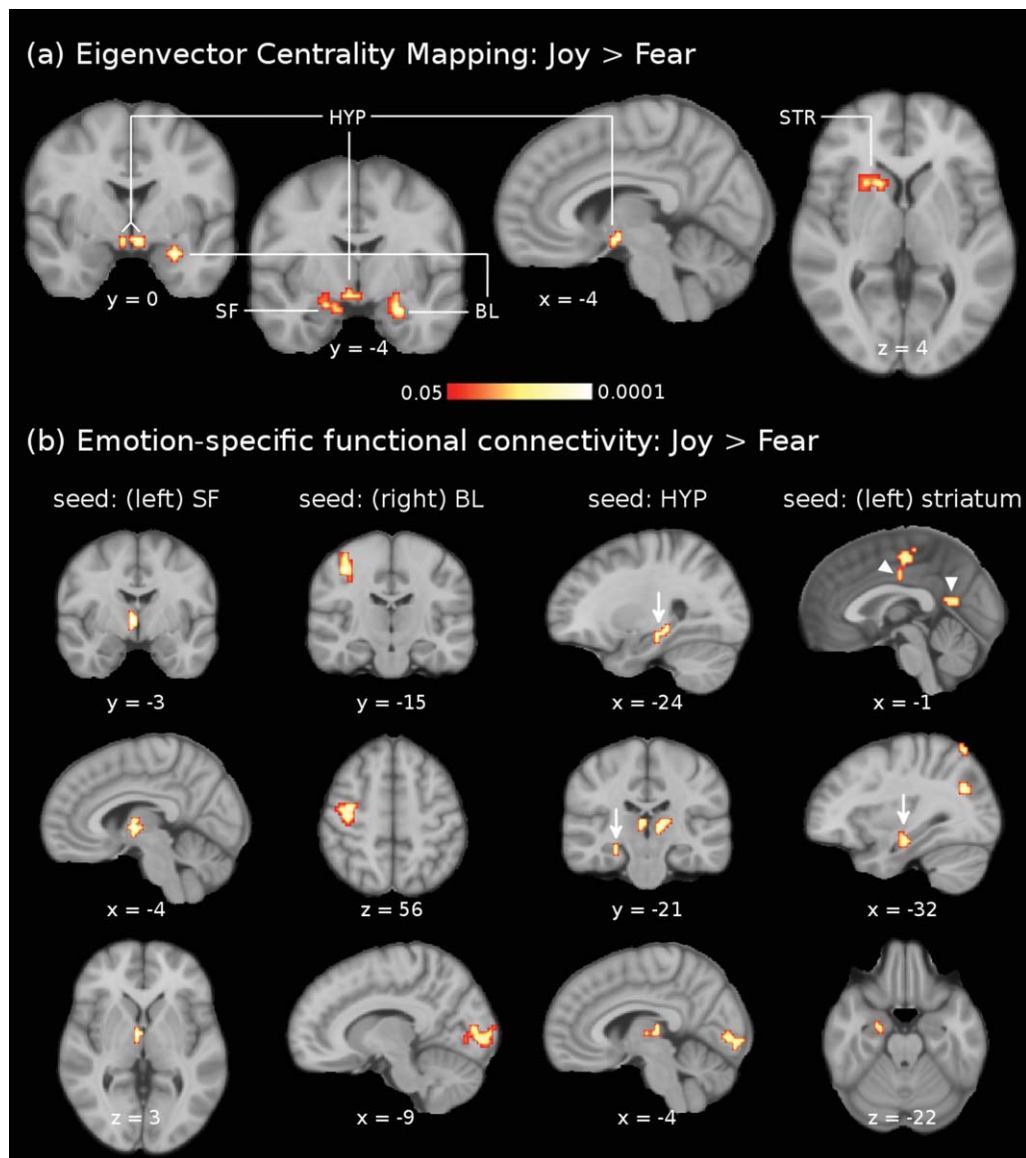 (a) Eigenvector Centrality Mapping: Joy > Fear
HYP
STR
y = 0
SF
BL
y = -4
x = -4
z = 4
0.05
0.0001
(b) Emotion-specific functional connectivity: Joy > Fear
seed: (left) SF
seed: (right) BL
seed: HYP
seed: (left) striatum
y = -3
y = -15
x = -24
x = -1
x = -4
z = 56
y = -21
x = -32
z = 3
x = -9
x = -4
z = -22